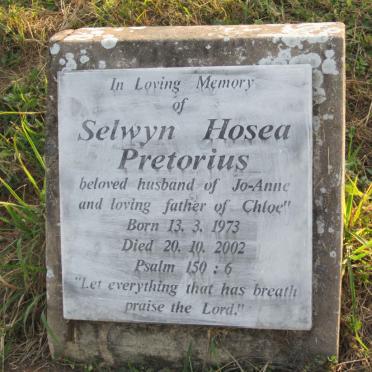 In Loving Memory
of
Selwyn Hosea
Pretorius
beloved husband of Jo-Anne
and loving father of Chloe"
Born 13. 3. 1973
Died 20. 10. 2002
Psalm 150 : 6
"Let everything that has breath
praise the Lord."